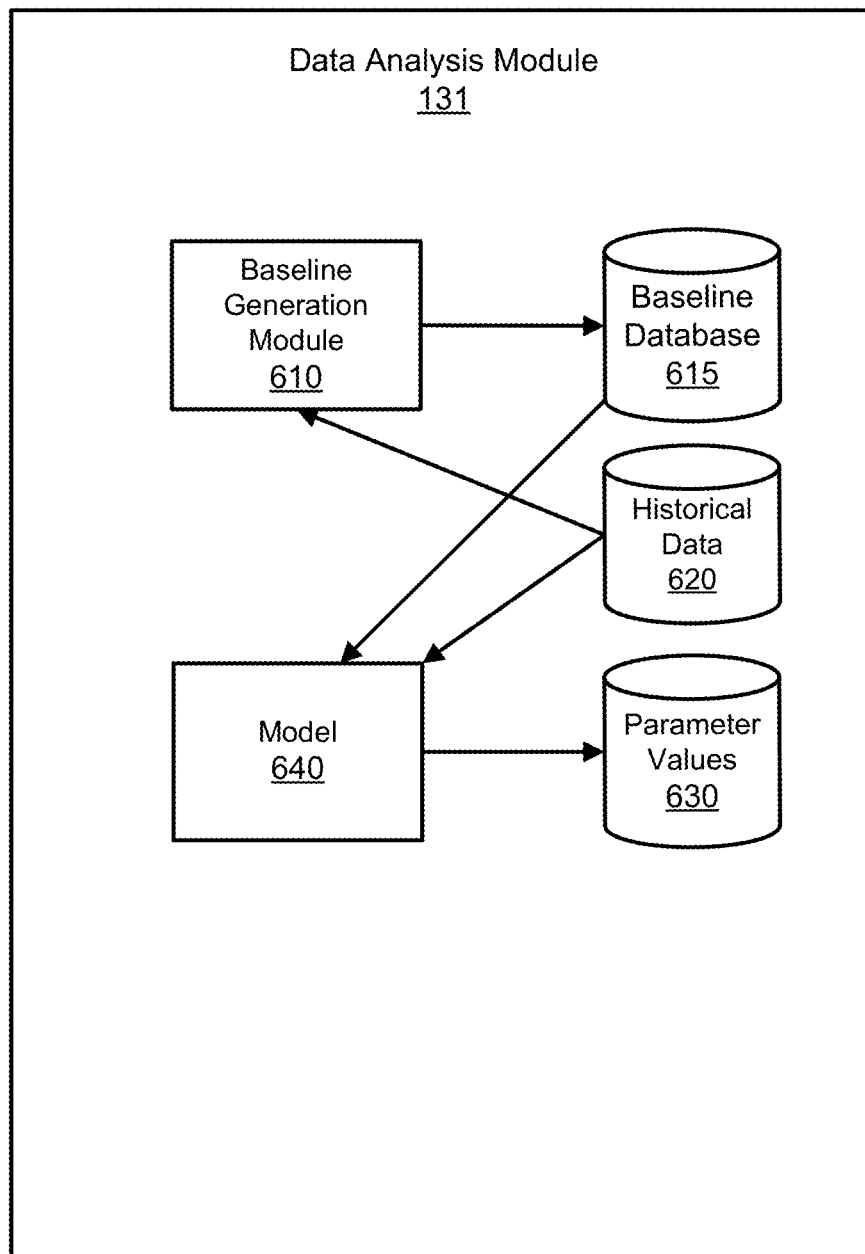 Data Analysis Module
131
Baseline
Generation
Module
610
Baseline
Database
615
Historical
Data
620
Model
640
Parameter
Values
630